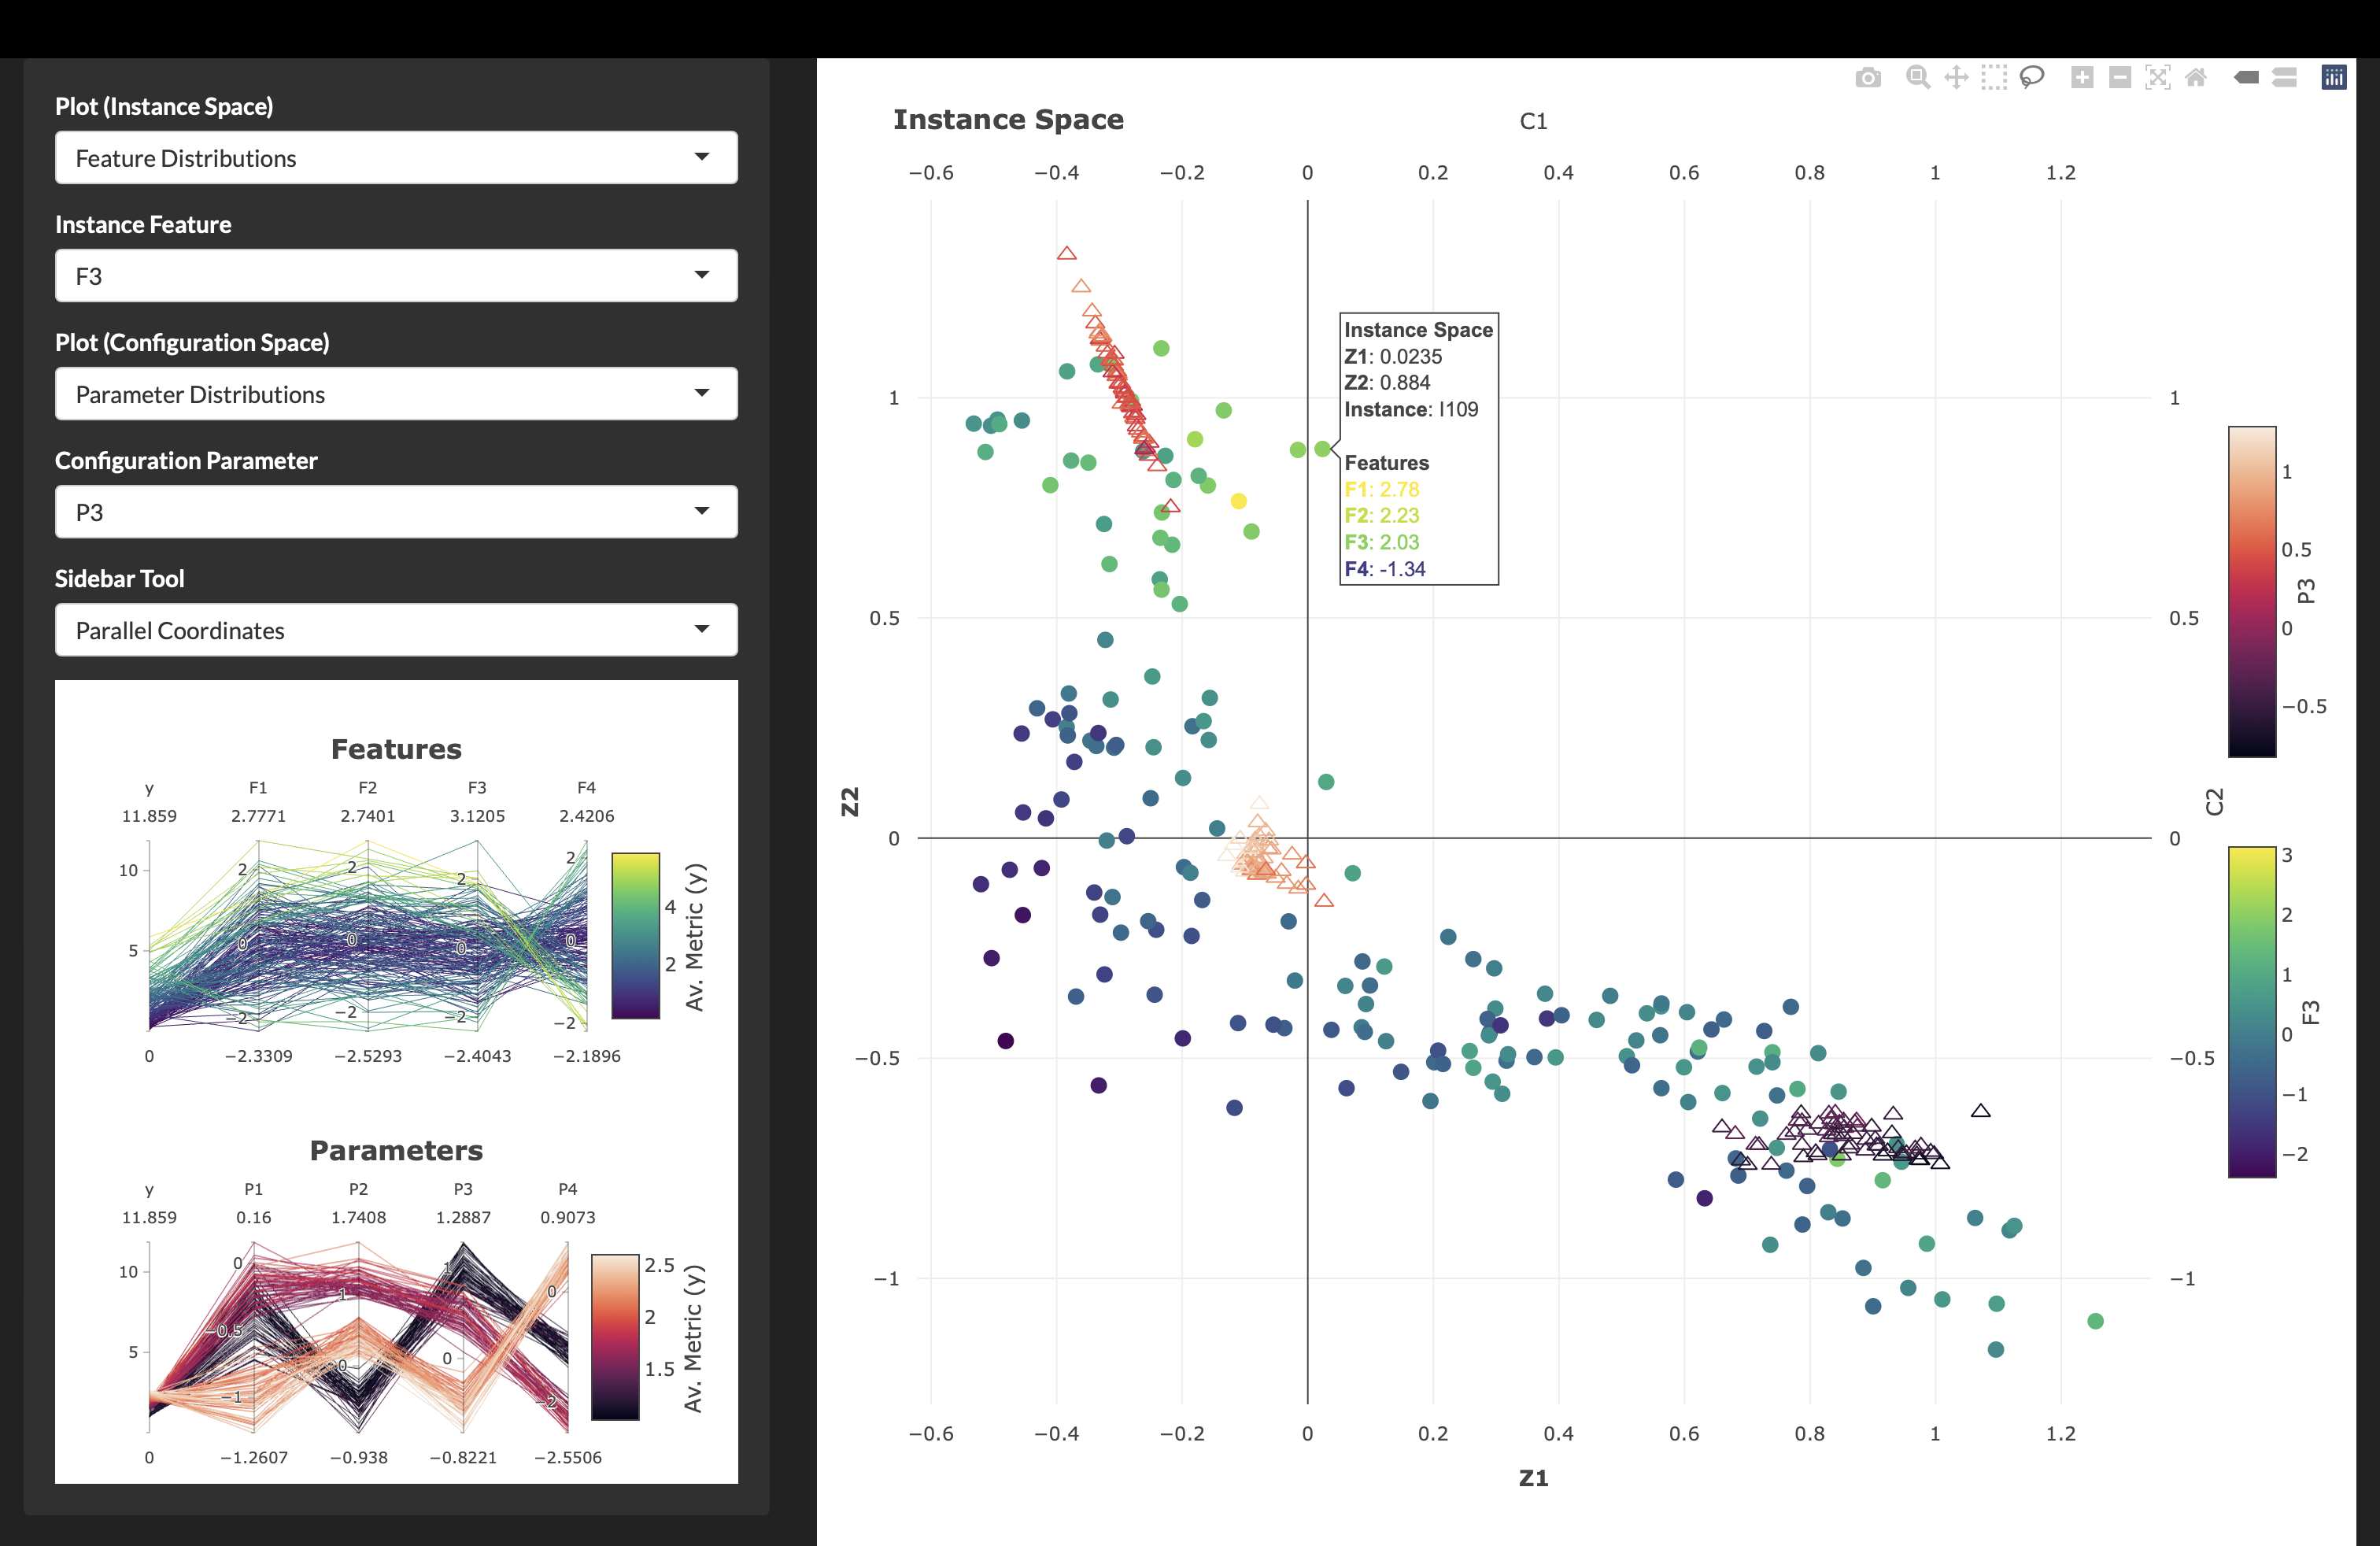 Plot (Instance Space)
Feature Distributions
Instance Feature
F3
Plot (Configuration Space)
Parameter Distributions
Configuration Parameter
P3
Sidebar Tool
Parallel Coordinates
Features
y F1 F2 F3 F4
11.859 2.7771 2.7401 3.1205 2.4206
10
5
2
0
−2
2
0
−2
2
0
−2
2
0
−2
0 −2.3309 −2.5293 −2.4043 −2.1896
4
2
Av. Metric (y)
Parameters
y P1 P2 P3 P4
11.859 0.16 1.7408 1.2887 0.9073
10
5
0
−0.5
−1
1
0
1
0
0
−2
0 −1.2607 −0.938 −0.8221 −2.5506
2.5
2
1.5
Av. Metric (y)
Instance Space
C1
−0.6 −0.4 −0.2 0 0.2 0.4 0.6 0.8 1 1.2
1
0.5
0
−0.5
−1
Z2
Instance Space
Z1: 0.0235
Z2: 0.884
Instance: I109
Features
F1: 2.78
F2: 2.23
F3: 2.03
F4: -1.34
1
0.5
0
−0.5
−1
C2
1
0.5
0
−0.5
P3
3
2
1
0
−1
−2
F3
−0.6 −0.4 −0.2 0 0.2 0.4 0.6 0.8 1 1.2
Z1